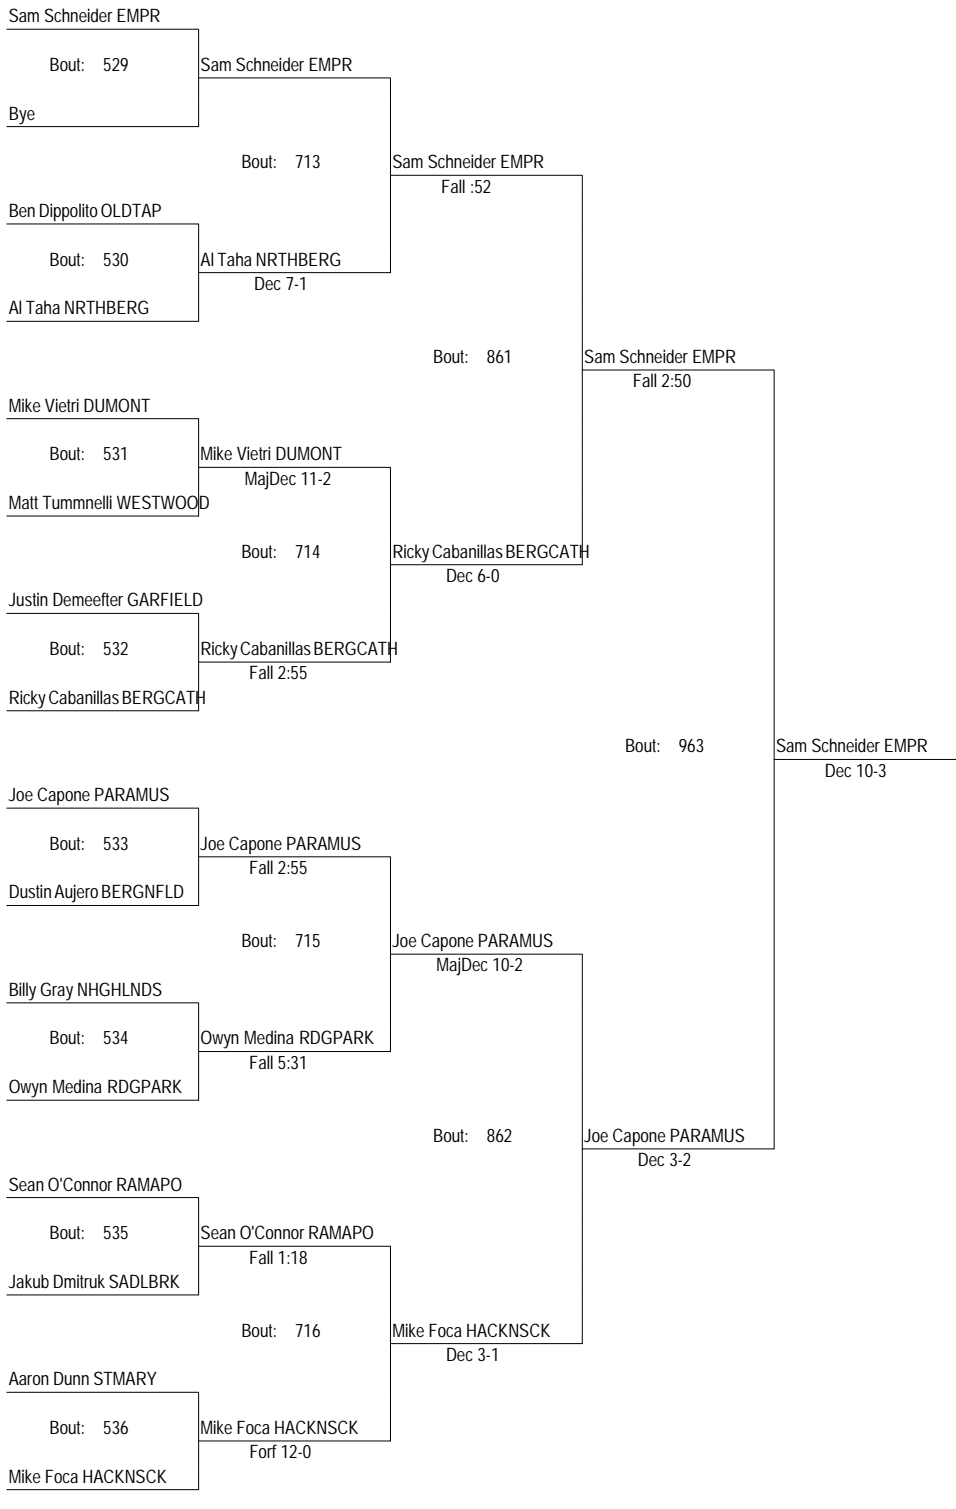 Sam Schneider EMPR
Bout: 529
Sam Schneider EMPR
Bye
Bout: 713
Sam Schneider EMPR
Fall :52
Ben Dippolito OLDTAP
Bout: 530
Al Taha NRTHBERG
Dec 7-1
Al Taha NRTHBERG
Bout: 861
Sam Schneider EMPR
Fall 2:50
Mike Vietri DUMONT
Bout: 531
Mike Vietri DUMONT
MajDec 11-2
Matt Tummnelli WESTWOOD
Bout: 714
Ricky Cabanillas BERGCATH
Dec 6-0
Justin Demeefter GARFIELD
Bout: 532
Ricky Cabanillas BERGCATH
Fall 2:55
Ricky Cabanillas BERGCATH
Bout: 963
Sam Schneider EMPR
Dec 10-3
Joe Capone PARAMUS
Bout: 533
Joe Capone PARAMUS
Fall 2:55
Dustin Aujero BERGNFLD
Bout: 715
Joe Capone PARAMUS
MajDec 10-2
Billy Gray NHGHLNDS
Bout: 534
Owyn Medina RDGPARK
Fall 5:31
Owyn Medina RDGPARK
Bout: 862
Joe Capone PARAMUS
Dec 3-2
Sean O'Connor RAMAPO
Bout: 535
Sean O'Connor RAMAPO
Fall 1:18
Jakub Dmitruk SADLBRK
Bout: 716
Mike Foca HACKNSCK
Dec 3-1
Aaron Dunn STMARY
Bout: 536
Mike Foca HACKNSCK
Forf 12-0
Mike Foca HACKNSCK